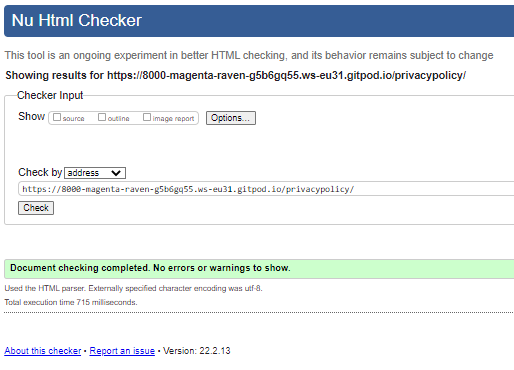 Nu Html Checker
This tool is an ongoing experiment in better HTML checking, and its behavior remains subject to change
Showing results for https://8000-magenta-raven-g5b6gq55.ws-eu31.gitpod.io/privacypolicy/
Checker Input
Show source outline image report Options...
Check by address
https://8000-magenta-raven-g5b6gq55.ws-eu31.gitpod.io/privacypolicy/
Check
Document checking completed. No errors or warnings to show.
Used the HTML parser. Externally specified character encoding was utf-8.
Total execution time 715 milliseconds.
About this checker • Report an issue • Version: 22.2.13